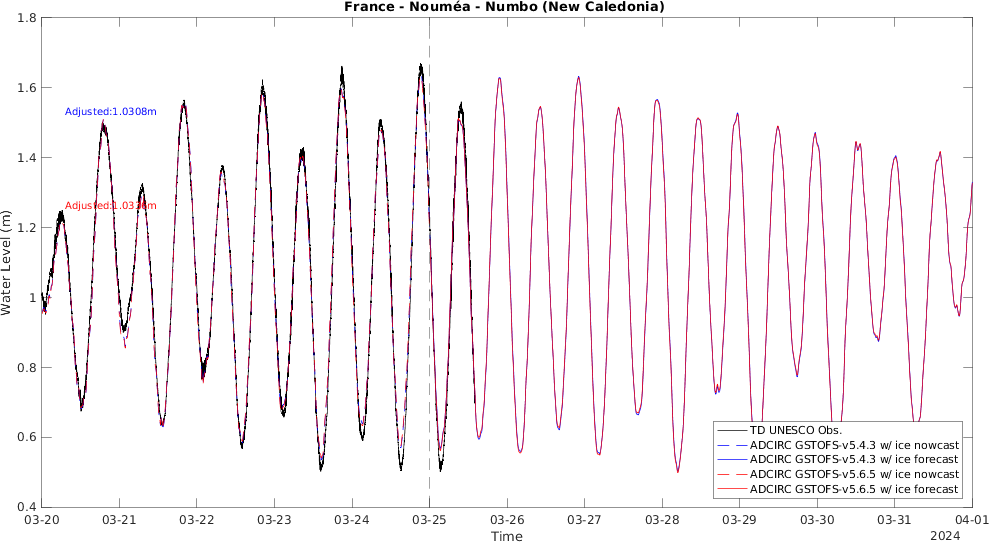 France - Nouméa - Numbo (New Caledonia)
1.8
1.6
1.4
1.2
1
0.8
0.6
0.4
Water Level (m)
Adjusted:1.0308m
03-20
03-21
03-22
03-23
03-24
03-25
03-26
03-27
03-28
03-29
03-30
03-31
04-01
Time
2024
TD UNESCO Obs.
ADCIRC GSTOFS-v5.4.3 w/ ice nowcast
ADCIRC GSTOFS-v5.4.3 w/ ice forecast
ADCIRC GSTOFS-v5.6.5 w/ ice nowcast
ADCIRC GSTOFS-v5.6.5 w/ ice forecast